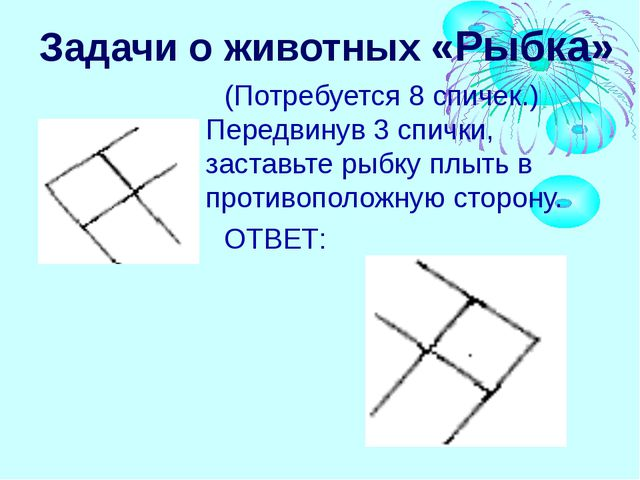 Задачи о животных «Рыбка»
(Потребуется 8 спичек.)
Передвинув 3 спички,
заставьте рыбку плыть в
противоположную сторону.
ОТВЕТ: